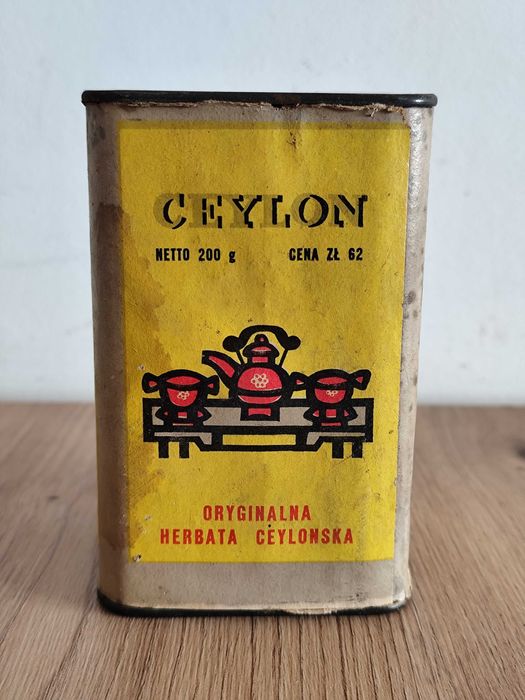 CEYLON
NETTO 200 g CENA ZŁ 62
ORYGINALNA
HERBATA CEYLONSKA